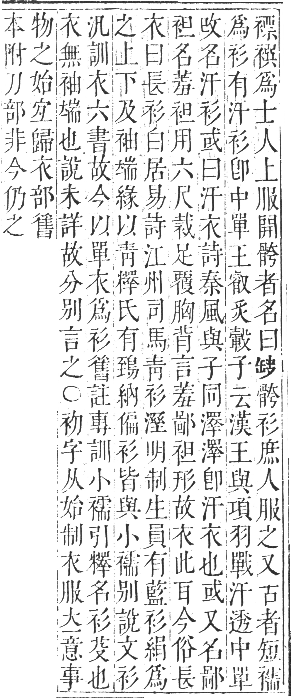 褾襈為士人上服開骻者名曰𦈢骻衫庶人服之又古者短襦
為衫有汗衫卽中單王叡炙轂子云漢王與項羽戰汗透中單
改名汗衫或曰汗衣詩秦風與子同澤澤卽汗衣也或又名鄙
袒名羞袒用六尺裁足覆胸背言羞鄙袒形故衣此耳今俗長
衣曰長衫白居易詩江州司馬青衫溼明制生員有藍衫絹為
之止下及袖端緣以青釋氏有鵶納偏衫皆與小襦別說文衫
汎訓衣六書故今以單衣為衫舊註專訓小襦引釋名衫芟也
衣無袖端也說未詳故分別言之〇初字从始制衣服大意事
物之始宜歸衣部舊
本附刀部非今仍之